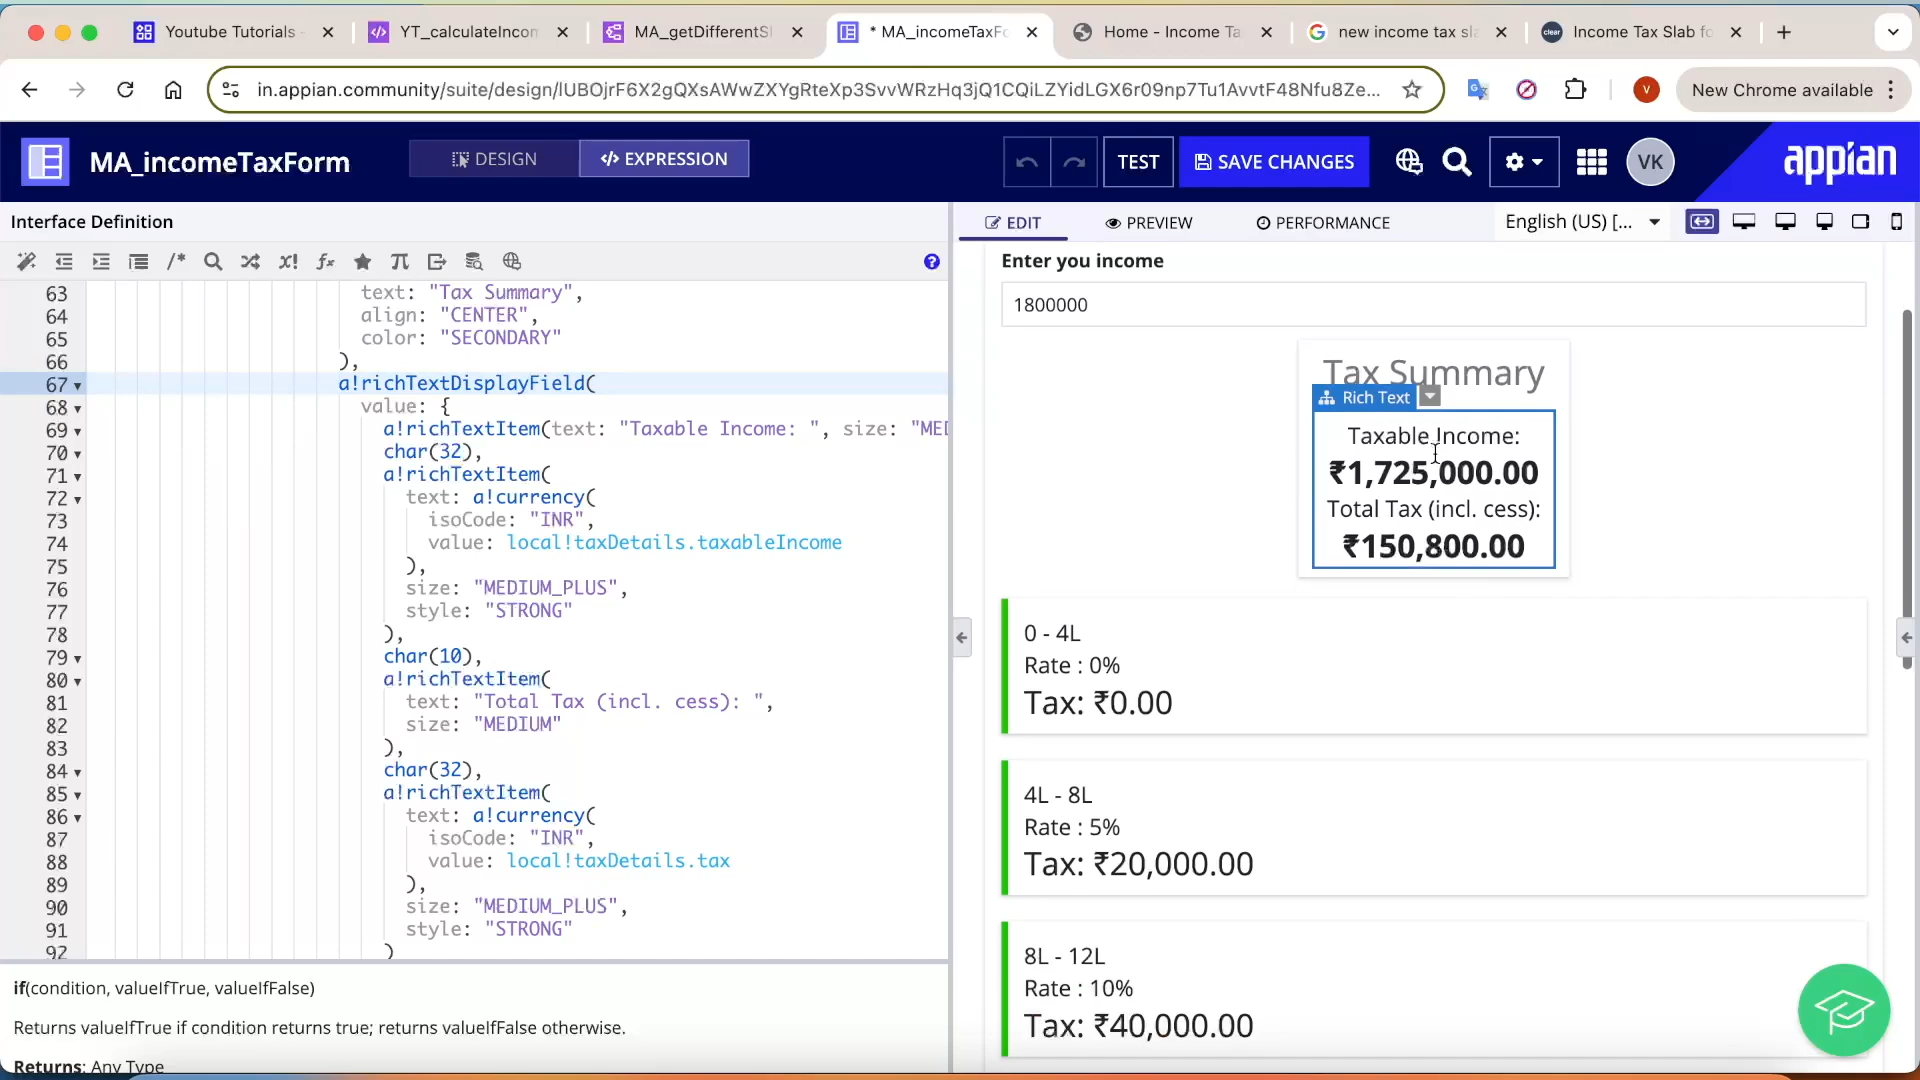 Youtube Tutorials
YT_calculateIncon
MA_getDifferentSl
* MA_incomeTaxFo
Home - Income Ta
new income tax sla
clear
Income Tax Slab fo
in.appian.community/suite/design/lUBOjrF6X2gQXsAWwZXYgRteXp3SvvWRzHq3jQ1CQiLZYidLGX6r09np7Tu1AvvtF48Nfu8Ze...
V
New Chrome available
MA_incomeTaxForm
DESIGN
</> EXPRESSION
TEST
SAVE CHANGES
VK
appian
Interface Definition
EDIT
PREVIEW
PERFORMANCE
English (US) [...
63 text: "Tax Summary",
64 align: "CENTER",
65 color: "SECONDARY"
66 ),
67 a!richTextDisplayField(
68 value: {
69 a!richTextItem(text: "Taxable Income: ", size: "MED
70 char(32),
71 a!richTextItem(
72 text: a!currency(
73 isoCode: "INR",
74 value: local!taxDetails.taxableIncome
75 ),
76 size: "MEDIUM_PLUS",
77 style: "STRONG"
78 ),
79 char(10),
80 a!richTextItem(
81 text: "Total Tax (incl. cess): ",
82 size: "MEDIUM"
83 ),
84 char(32),
85 a!richTextItem(
86 text: a!currency(
87 isoCode: "INR",
88 value: local!taxDetails.tax
89 ),
90 size: "MEDIUM_PLUS",
91 style: "STRONG"
92 )
if(condition, valueIfTrue, valueIfFalse)
Returns valueIfTrue if condition returns true; returns valueIfFalse otherwise.
Returns: Any Type
Enter you income
1800000
Tax Summary
Rich Text
Taxable Income:
₹1,725,000.00
Total Tax (incl. cess):
₹150,800.00
0 - 4L
Rate : 0%
Tax: ₹0.00
4L - 8L
Rate : 5%
Tax: ₹20,000.00
8L - 12L
Rate : 10%
Tax: ₹40,000.00